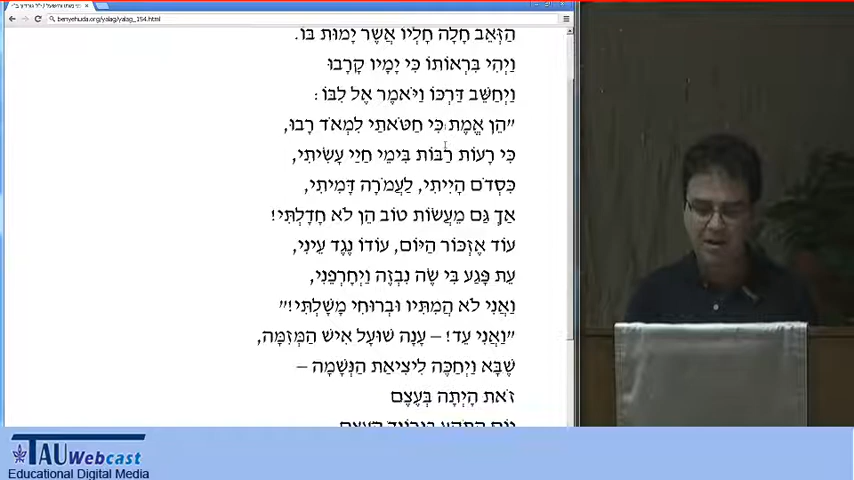 benyehuda.org/yalag/yalag_154.html
הַזְּאֵב חָלָה חָלְיוֹ אֲשֶׁר יָמוּת בּוֹ.
וַיְהִי בִּרְאוֹתוֹ כִּי יָמָיו קָרָבוּ
וַיְחַשֵּׁב דַּרְכּוֹ וַיֹּאמֶר אֶל לִבּוֹ:
"הֵן אֱמֶת כִּי חַטֹּאתַי לִמְאֹד רָבוּ,
כִּי רָעוֹת רַבּוֹת בִּימֵי חַיַּי עָשִׂיתִי,
כִּסְדֹם הָיִיתִי, לַעֲמֹרָה דָּמִיתִי,
אַךְ גַּם מֵעֲשׂוֹת טוֹב הֵן לֹא חָדָלְתִּי!
עוֹד אֶזְכּוֹר הַיּוֹם, עוֹדוֹ נֶגֶד עֵינַי,
עֵת פָּגַע בִּי שֶׂה נִבְזֶה וַיְחָרְפֵנִי,
וַאֲנִי לֹא הֲמִתִּיו וּבְרוּחִי מָשָׁלְתִּי!"
"וַאֲנִי עֵד! – עָנָה שׁוּעָל אִישׁ הַמְּזִמָּה,
שֶׁבָּא וַיְחַכֶּה לִיצִיאַת הַנְּשָׁמָה –
זֹאת הָיְתָה בְּעֶצֶם
TAU Webcast
Educational Digital Media